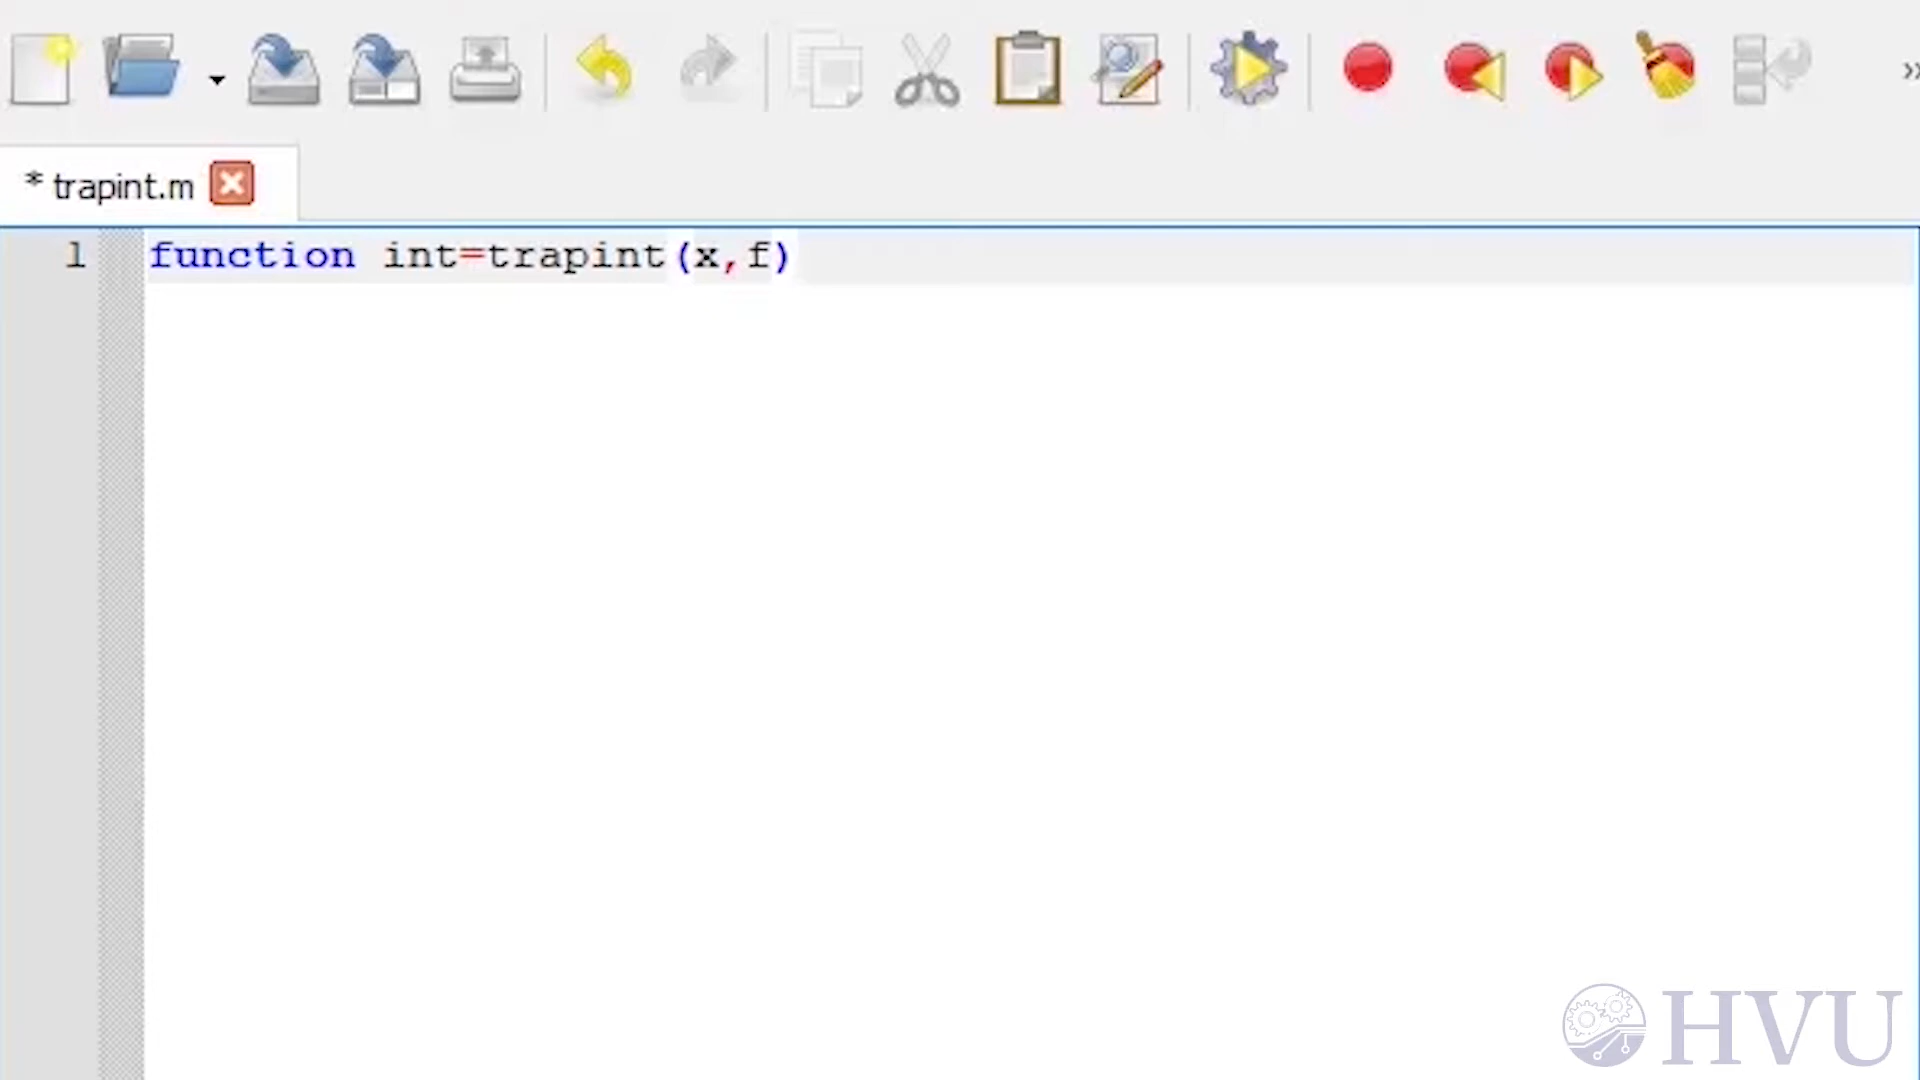 * trapint.m
1 function int=trapint(x,f)
HVU